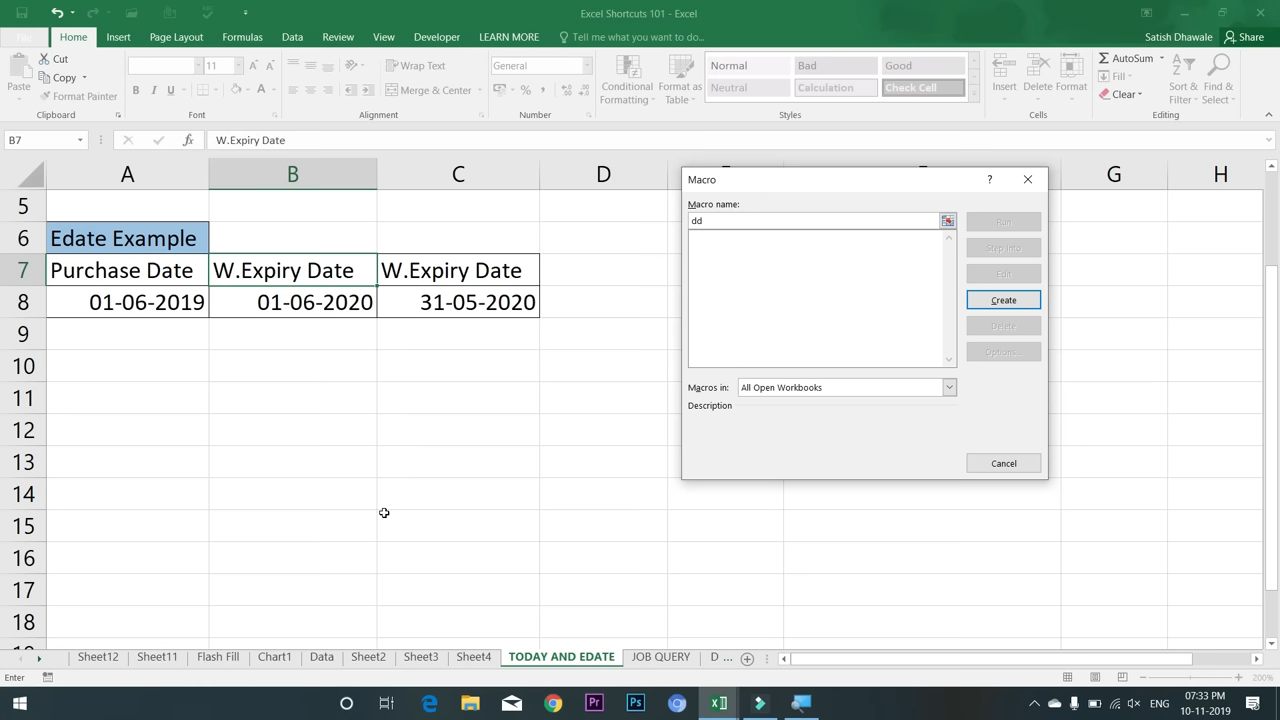 Excel Shortcuts 101 - Excel
File Home Insert Page Layout Formulas Data Review View Developer LEARN MORE Tell me what you want to do... Satish Dhawale Share
Paste
Cut
Copy
Format Painter
Clipboard
11
A A
B I U
A
Font
Wrap Text
Merge & Center
Alignment
General
% ,
Number
Conditional
Formatting
Format as
Table
Normal Bad Good
Neutral Calculation Check Cell
Styles
Insert Delete Format
Cells
AutoSum
Fill
Clear
Sort &
Filter
Find &
Select
Editing
B7 fx W.Expiry Date
A B C D G H
5
6 Edate Example
7 Purchase Date W.Expiry Date W.Expiry Date
8 01-06-2019 01-06-2020 31-05-2020
9
10
11
12
13
14
15
16
17
18
Macro ?
Macro name:
dd
Run
Step Into
Edit
Create
Delete
Options...
Macros in: All Open Workbooks
Description
Cancel
Sheet12 Sheet11 Flash Fill Chart1 Data Sheet2 Sheet3 Sheet4 TODAY AND EDATE JOB QUERY D ...
Enter 200%
Pr Ps ENG 07:33 PM
10-11-2019